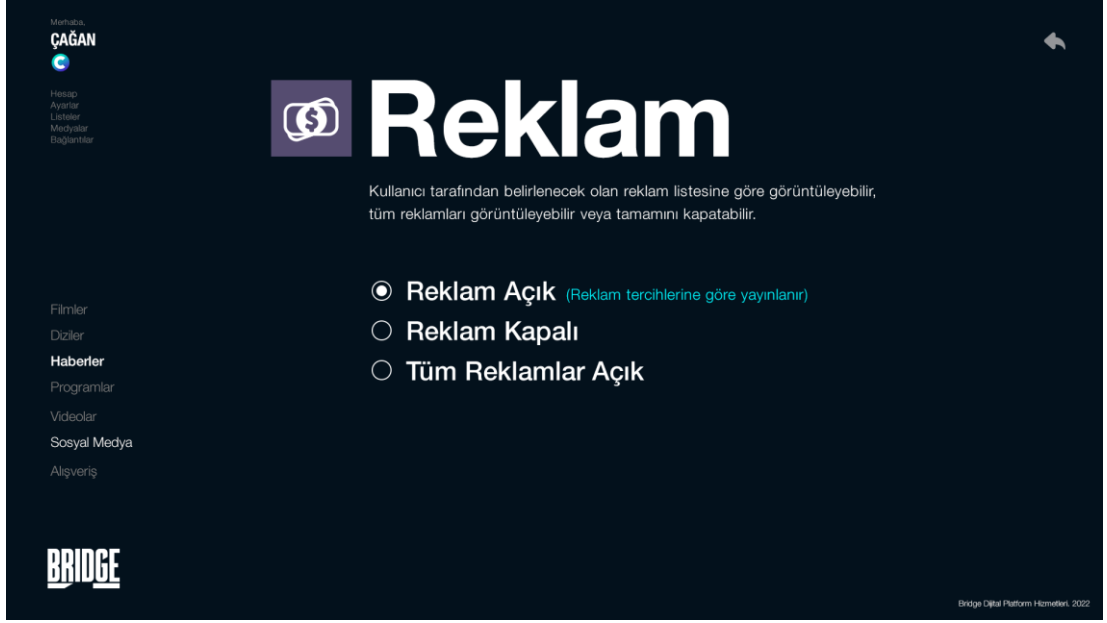 Merhaba,
ÇAĞAN
Hesap
Ayarlar
Listeler
Medyalar
Bağlantılar
Reklam
Kullanıcı tarafından belirlenecek olan reklam listesine göre görüntüleyebilir,
tüm reklamları görüntüleyebilir veya tamamını kapatabilir.
Reklam Açık (Reklam tercihlerine göre yayınlanır)
Reklam Kapalı
Tüm Reklamlar Açık
Filmler
Diziler
Haberler
Programlar
Videolar
Sosyal Medya
Alışveriş
BRIDGE
Bridge Dijital Platform Hizmetleri. 2022